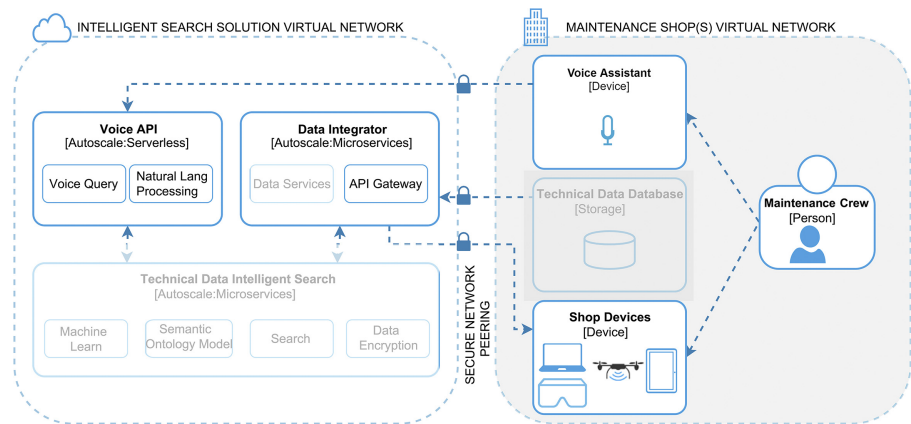 INTELLIGENT SEARCH SOLUTION VIRTUAL NETWORK
MAINTENANCE SHOP(S) VIRTUAL NETWORK
Voice API
[Autoscale:Serverless]
Voice Query
Natural Lang
Processing
Data Integrator
[Autoscale:Microservices]
Data Services
API Gateway
Technical Data Intelligent Search
[Autoscale:Microservices]
Machine
Learn
Semantic
Ontology Model
Search
Data
Encryption
SECURE NETWORK
PEERING
Voice Assistant
[Device]
Technical Data Database
[Storage]
Shop Devices
[Device]
Maintenance Crew
[Person]